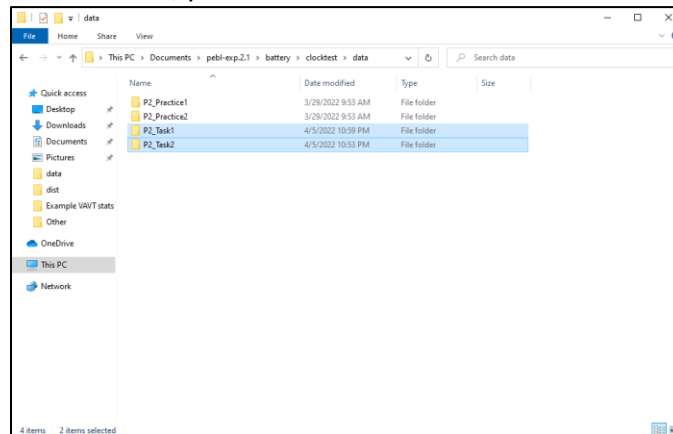 data
File Home Share View
This PC > Documents > pebl-exp.2.1 > battery > clocktest > data
Search data
Name Date modified Type Size
Quick access
Desktop
Downloads
Documents
Pictures
data
dist
Example VAVT stats
Other
OneDrive
This PC
Network
P2_Practice1 3/29/2022 9:53 AM File folder
P2_Practice2 3/29/2022 9:53 AM File folder
P2_Task1 4/5/2022 10:59 PM File folder
P2_Task2 4/5/2022 10:53 PM File folder
4 items 2 items selected